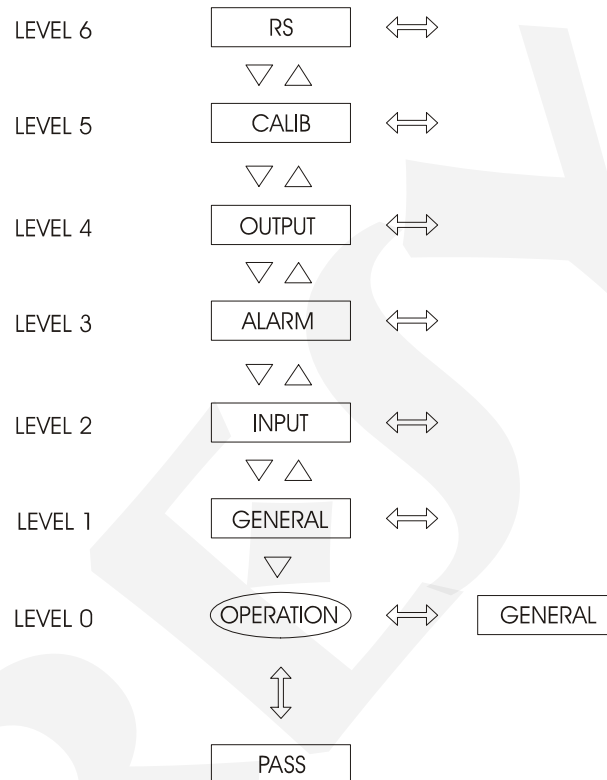 LEVEL 6 RS
LEVEL 5 CALIB
LEVEL 4 OUTPUT
LEVEL 3 ALARM
LEVEL 2 INPUT
LEVEL 1 GENERAL
LEVEL 0 OPERATION GENERAL
PASS